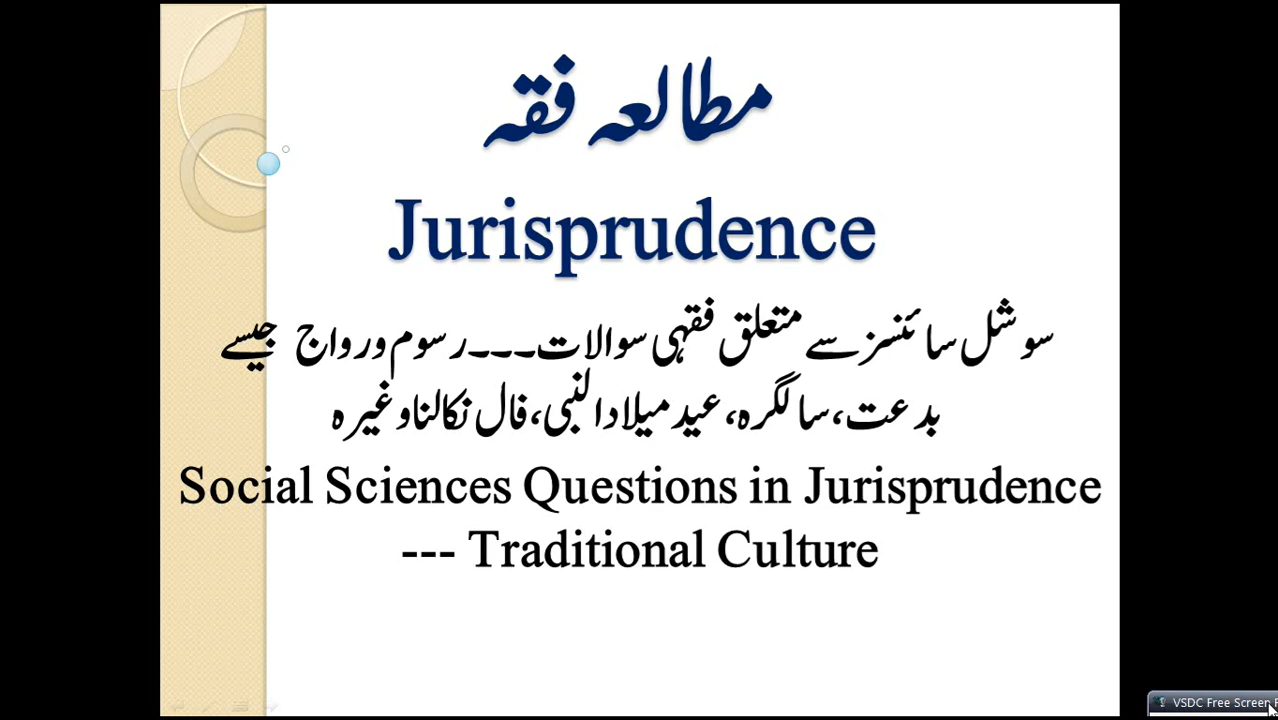 مطالعہ فقہ
Jurisprudence
سوشل سائنسز سے متعلق فقہی سوالات۔۔۔رسوم و رواج جیسے
بدعت، سالگرہ، عید میلاد النبی، فال نکالنا وغیرہ
Social Sciences Questions in Jurisprudence
--- Traditional Culture
VSDC Free Screen